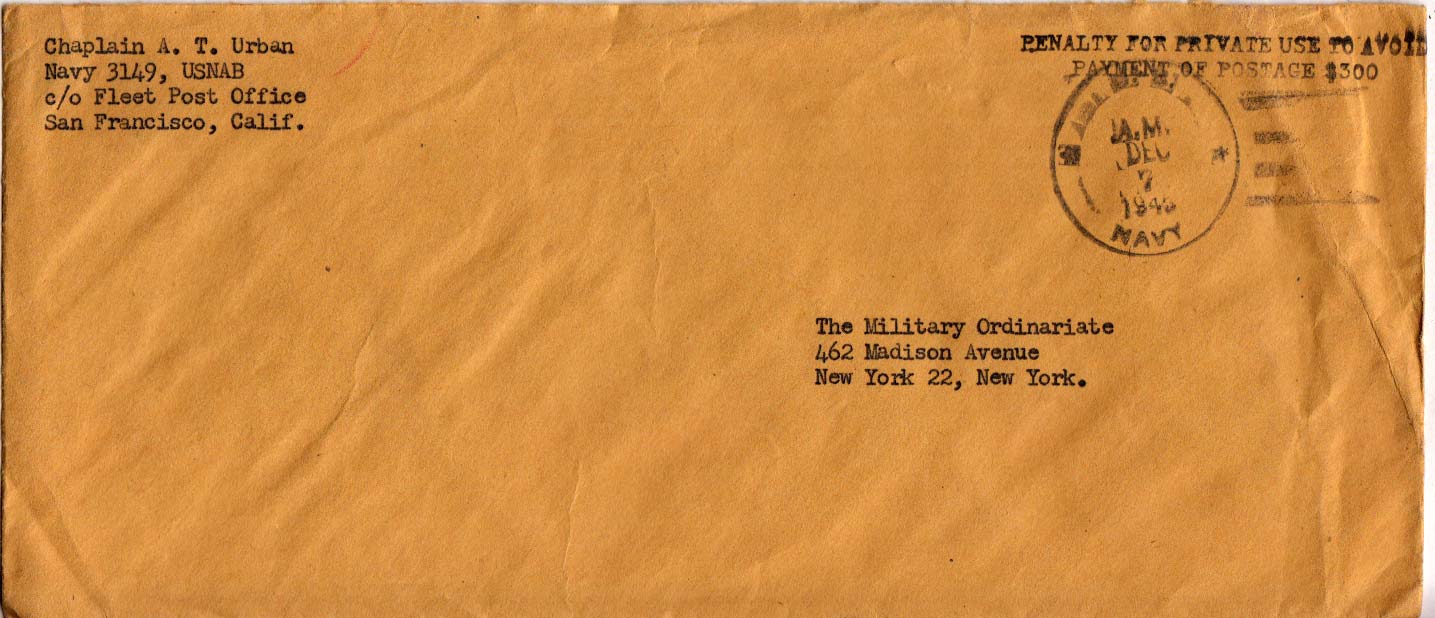 Chaplain A. T. Urban
Navy 3149, USNAB
c/o Fleet Post Office
San Francisco, Calif.
PENALTY FOR PRIVATE USE TO AVOID
PAYMENT OF POSTAGE $300
A.M.
DEC
7
NAVY
The Military Ordinariate
462 Madison Avenue
New York 22, New York.